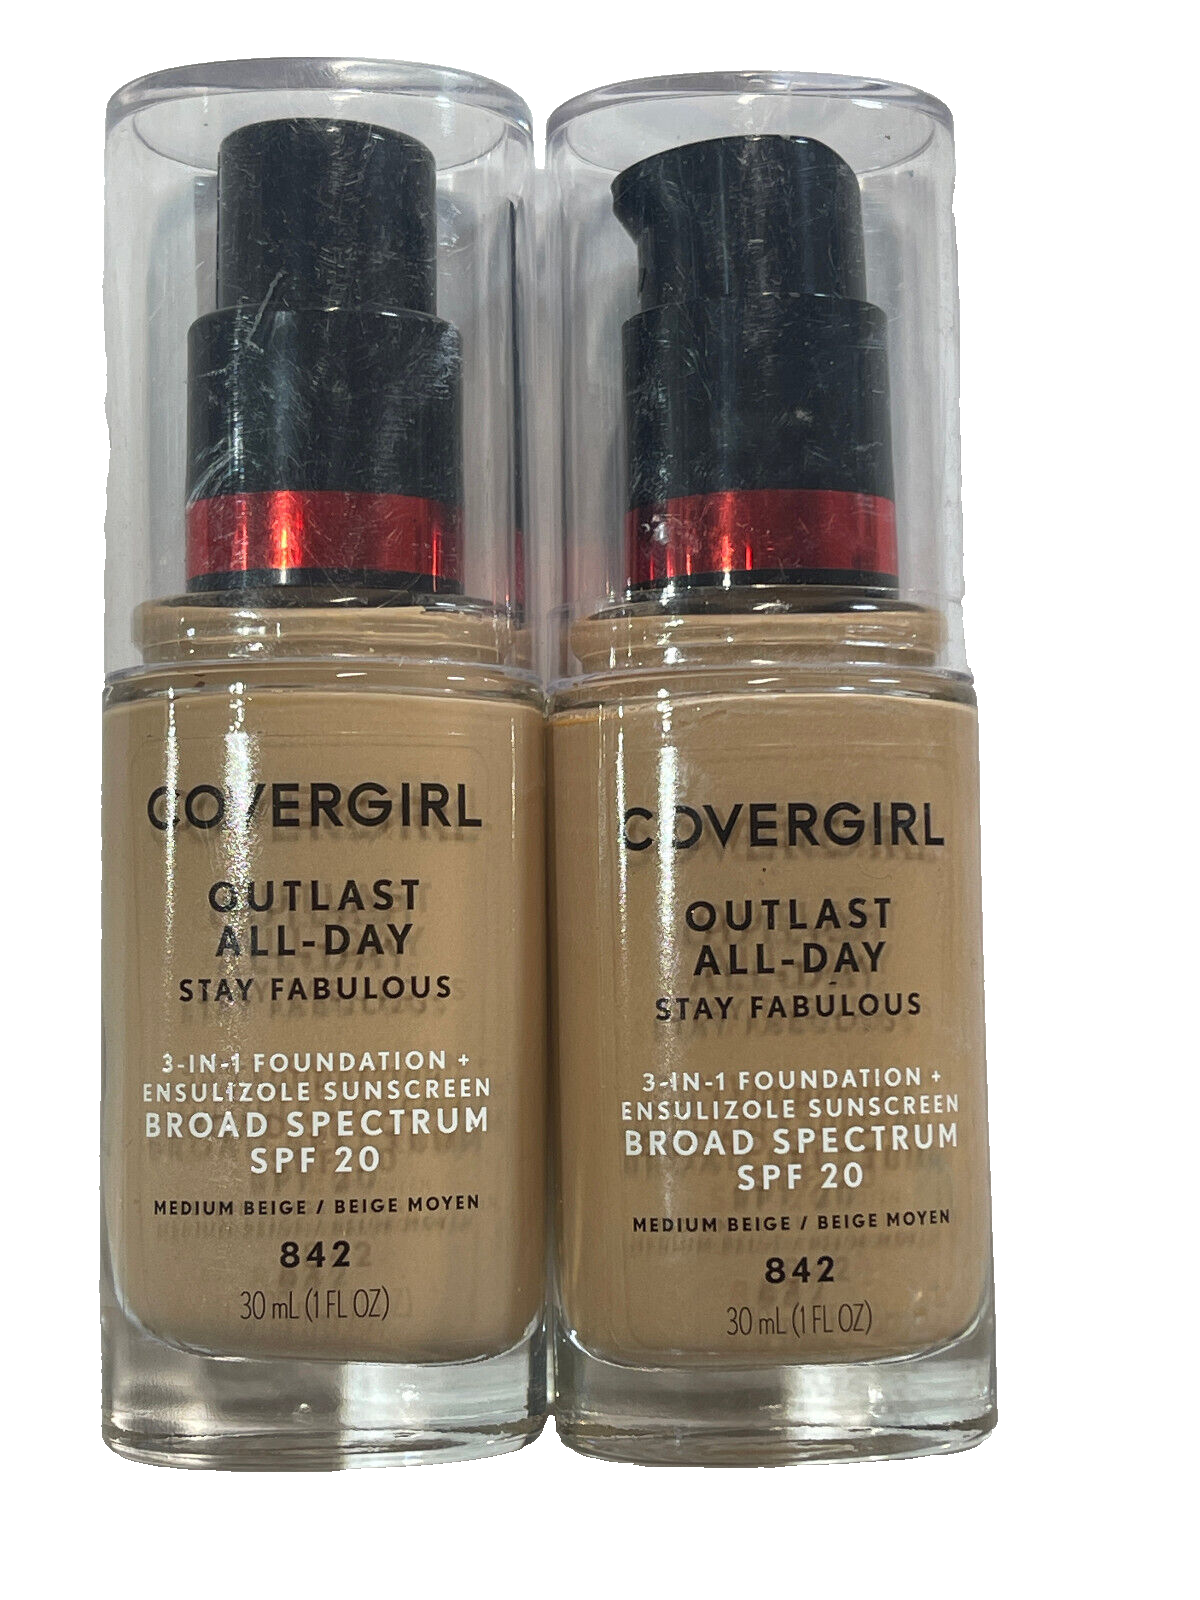 COVERGIRL
OUTLAST
ALL-DAY
STAY FABULOUS
3-IN-1 FOUNDATION +
ENSULIZOLE SUNSCREEN
BROAD SPECTRUM
SPF 20
MEDIUM BEIGE / BEIGE MOYEN
842
30 mL (1 FL OZ)
COVERGIRL
OUTLAST
ALL-DAY
STAY FABULOUS
3-IN-1 FOUNDATION +
ENSULIZOLE SUNSCREEN
BROAD SPECTRUM
SPF 20
MEDIUM BEIGE / BEIGE MOYEN
842
30 mL (1 FL OZ)